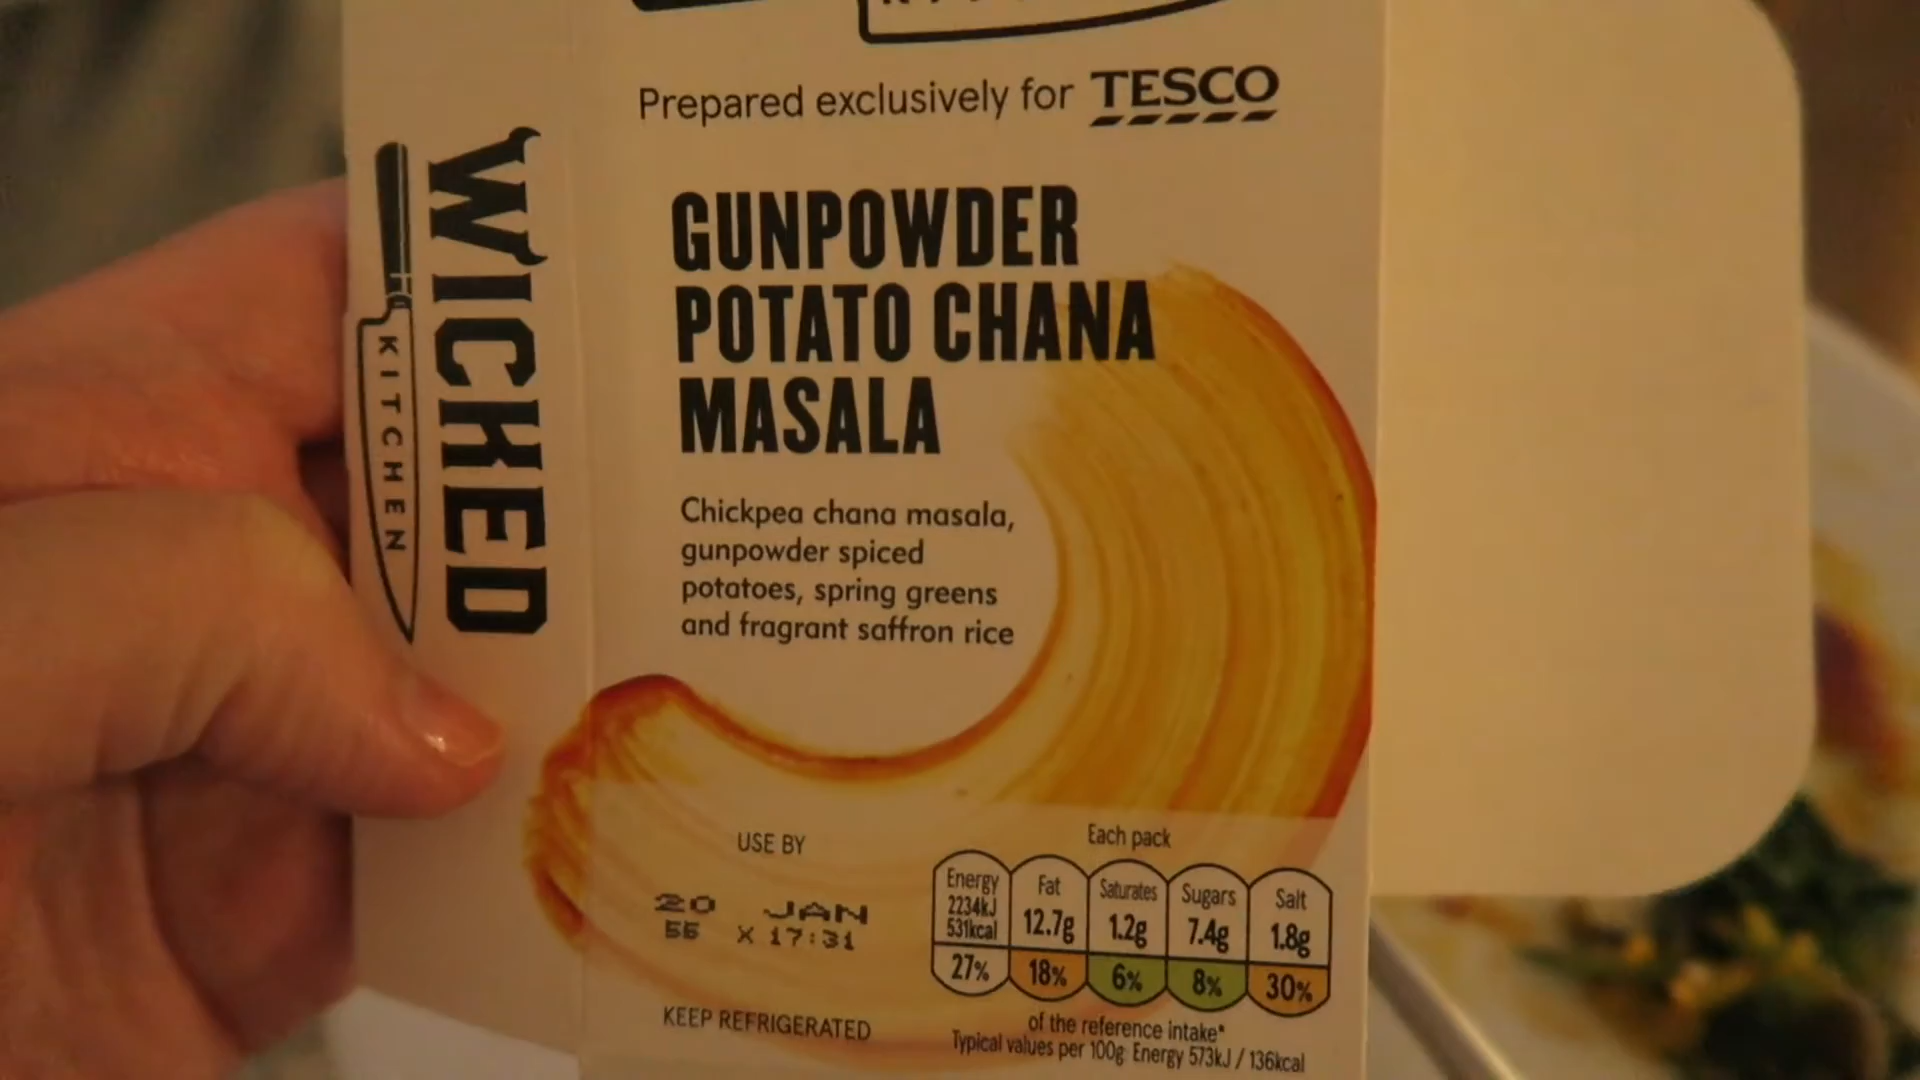 WICKED
KITCHEN
Prepared exclusively for TESCO
GUNPOWDER
POTATO CHANA
MASALA
Chickpea chana masala,
gunpowder spiced
potatoes, spring greens
and fragrant saffron rice
USE BY
20 JAN
55 X 17:31
KEEP REFRIGERATED
Each pack
Energy
2234kJ
531kcal
27%
Fat
12.7g
18%
Saturates
1.2g
6%
Sugars
7.4g
8%
Salt
1.8g
30%
of the reference intake*
Typical values per 100g: Energy 573kJ / 136kcal